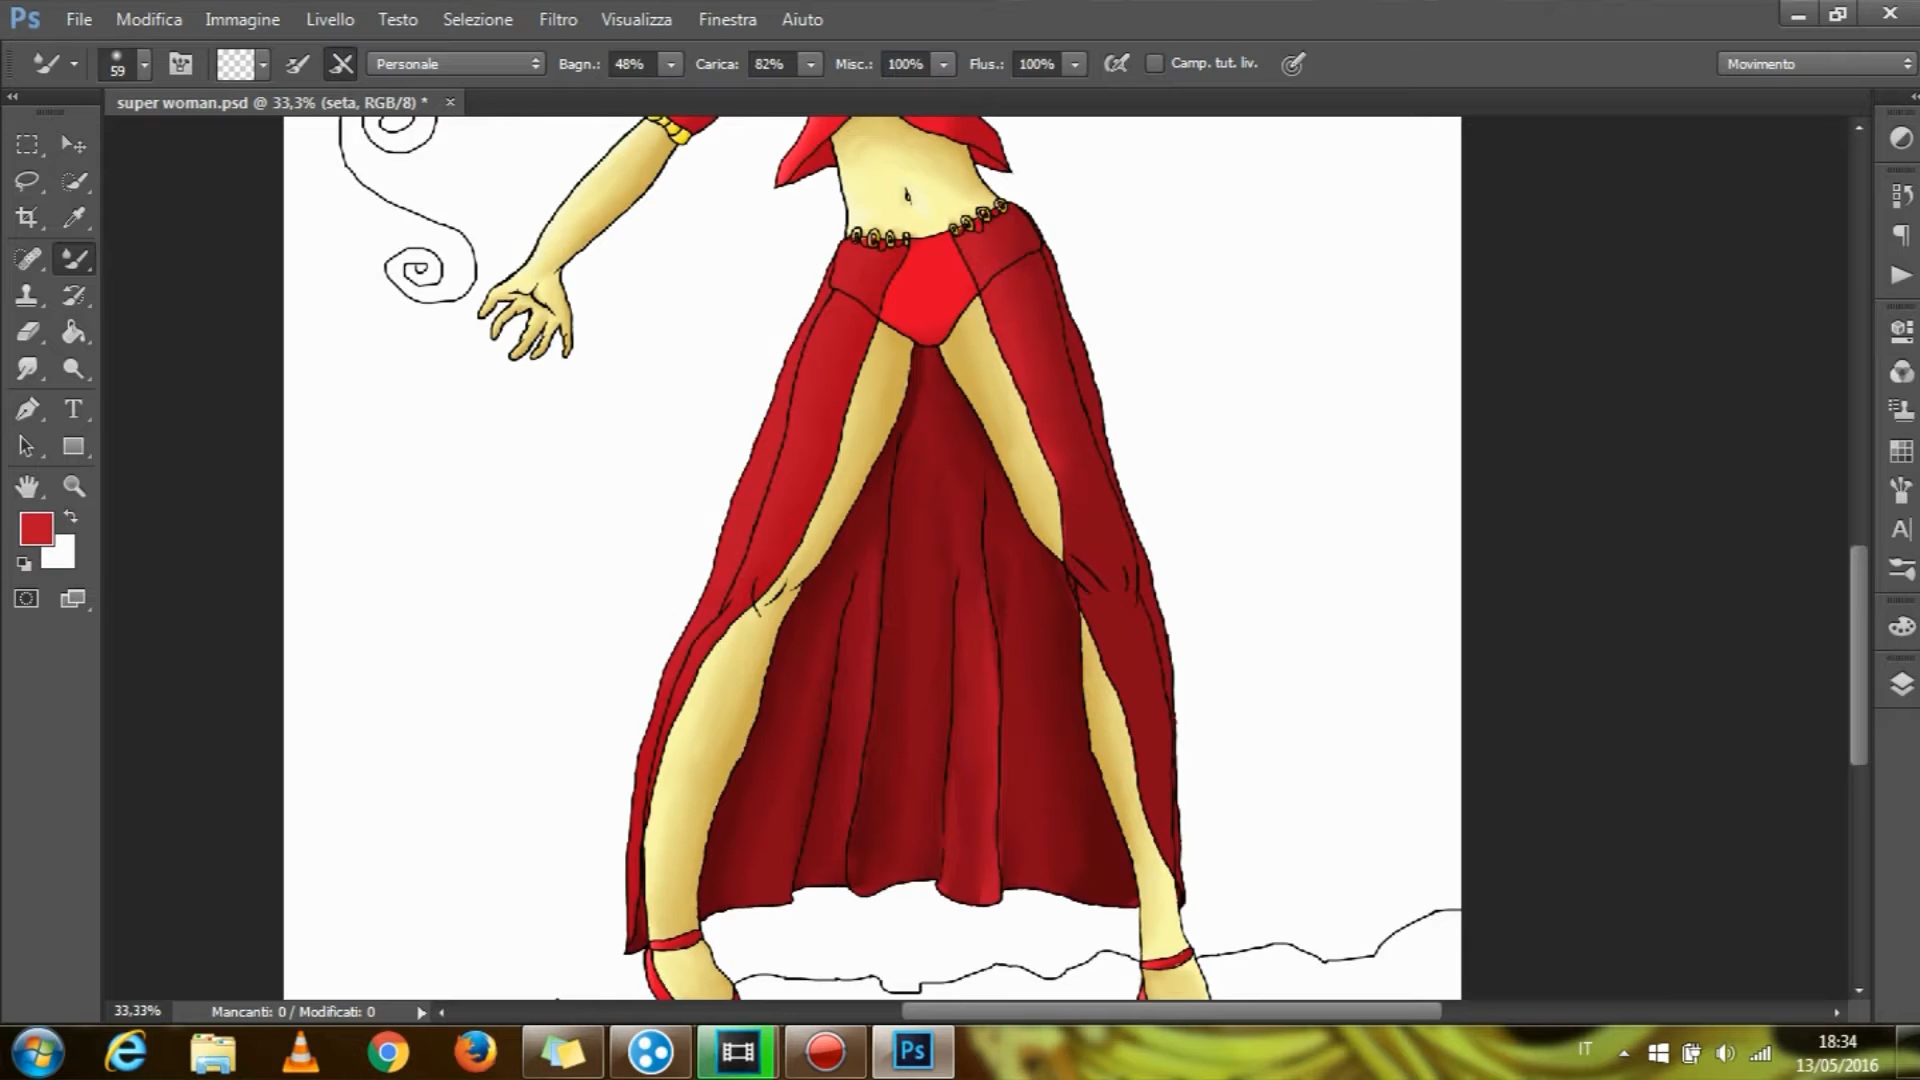 Ps File Modifica Immagine Livello Testo Selezione Filtro Visualizza Finestra Aiuto
59 Personale Bagn.: 48% Carica: 82% Misc.: 100% Flus.: 100% Camp. tut. liv. Movimento
super woman.psd @ 33,3% (seta, RGB/8) *
33,33% Mancanti: 0 / Modificati: 0
Ps IT 18:34
13/05/2016